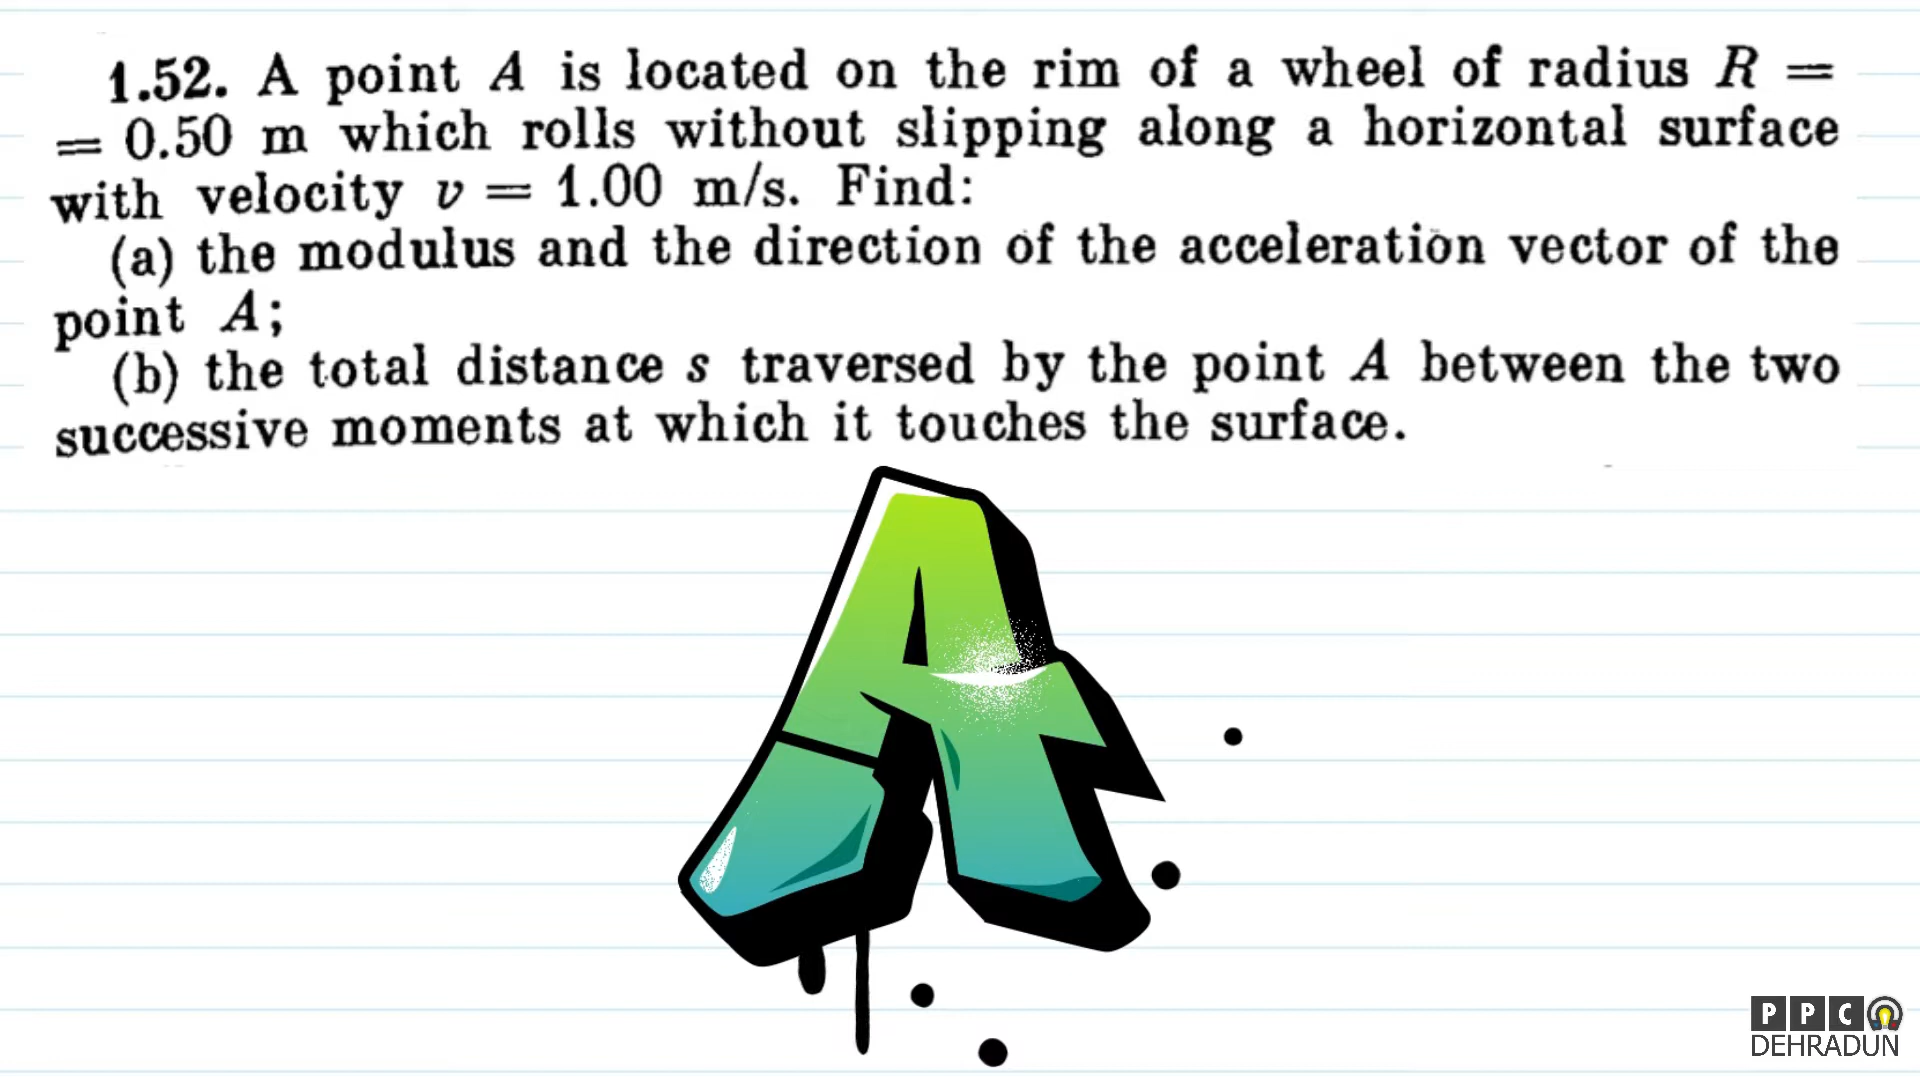 1.52. A point A is located on the rim of a wheel of radius R =
= 0.50 m which rolls without slipping along a horizontal surface
with velocity v = 1.00 m/s. Find:
(a) the modulus and the direction of the acceleration vector of the
point A;
(b) the total distance s traversed by the point A between the two
successive moments at which it touches the surface.
A
PPC
DEHRADUN